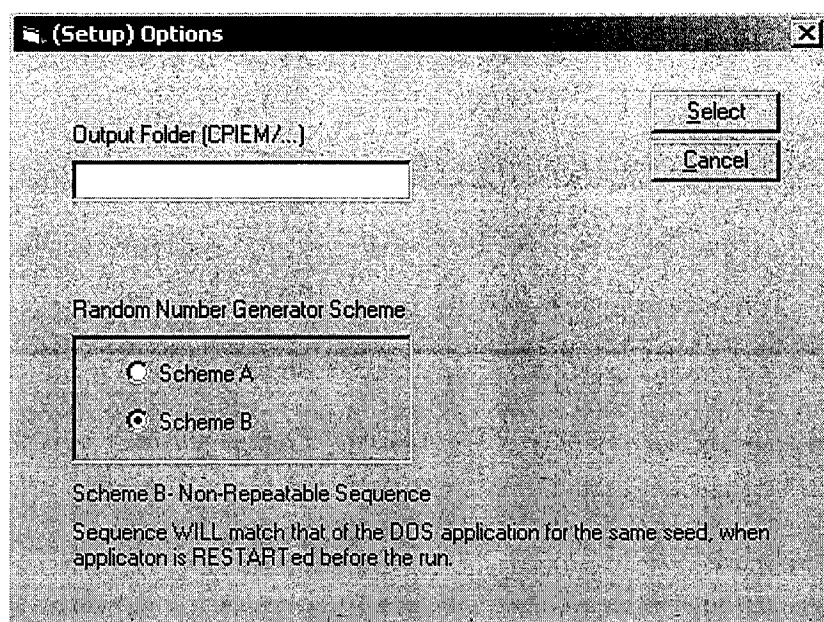 (Setup) Options
Select
Output Folder (CPIEM/...)
Cancel
Random Number Generator Scheme
Scheme A
Scheme B
Scheme B- Non-Repeatable Sequence
Sequence WILL match that of the DOS application for the same seed, when
applicaton is RESTARTed before the run.